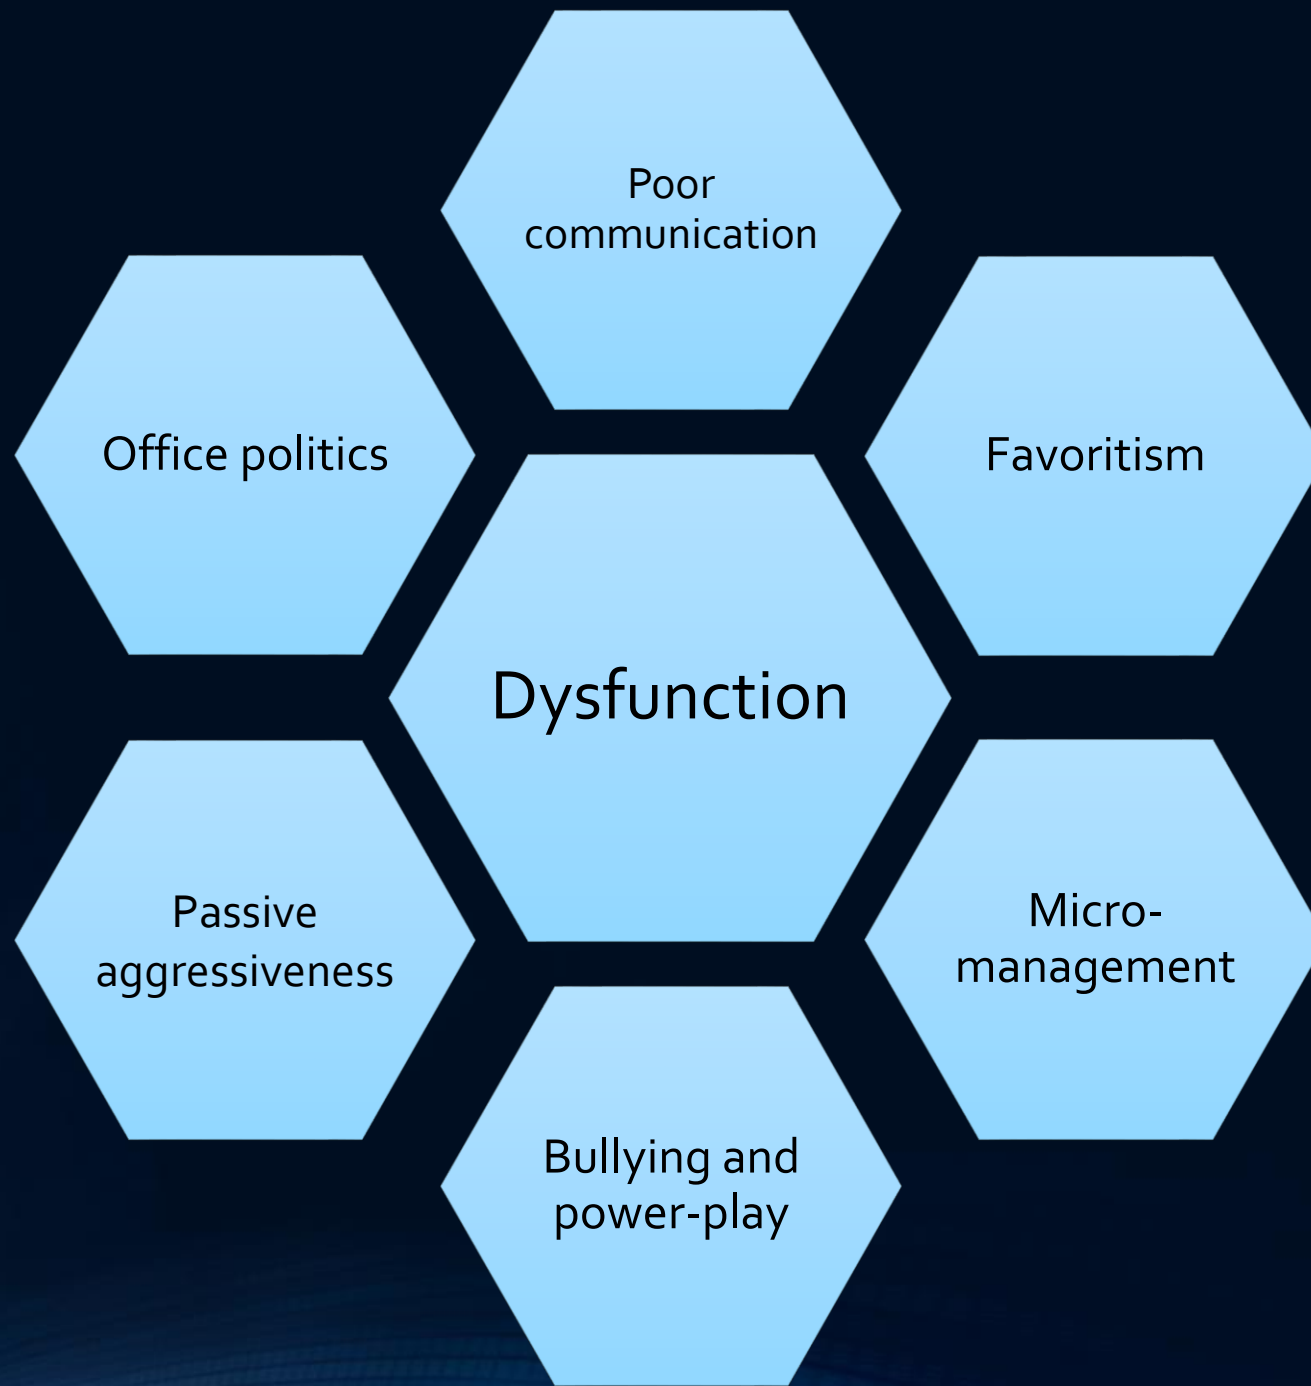 Poor
communication
Office politics
Favoritism
Dysfunction
Passive
aggressiveness
Micro-
management
Bullying and
power-play